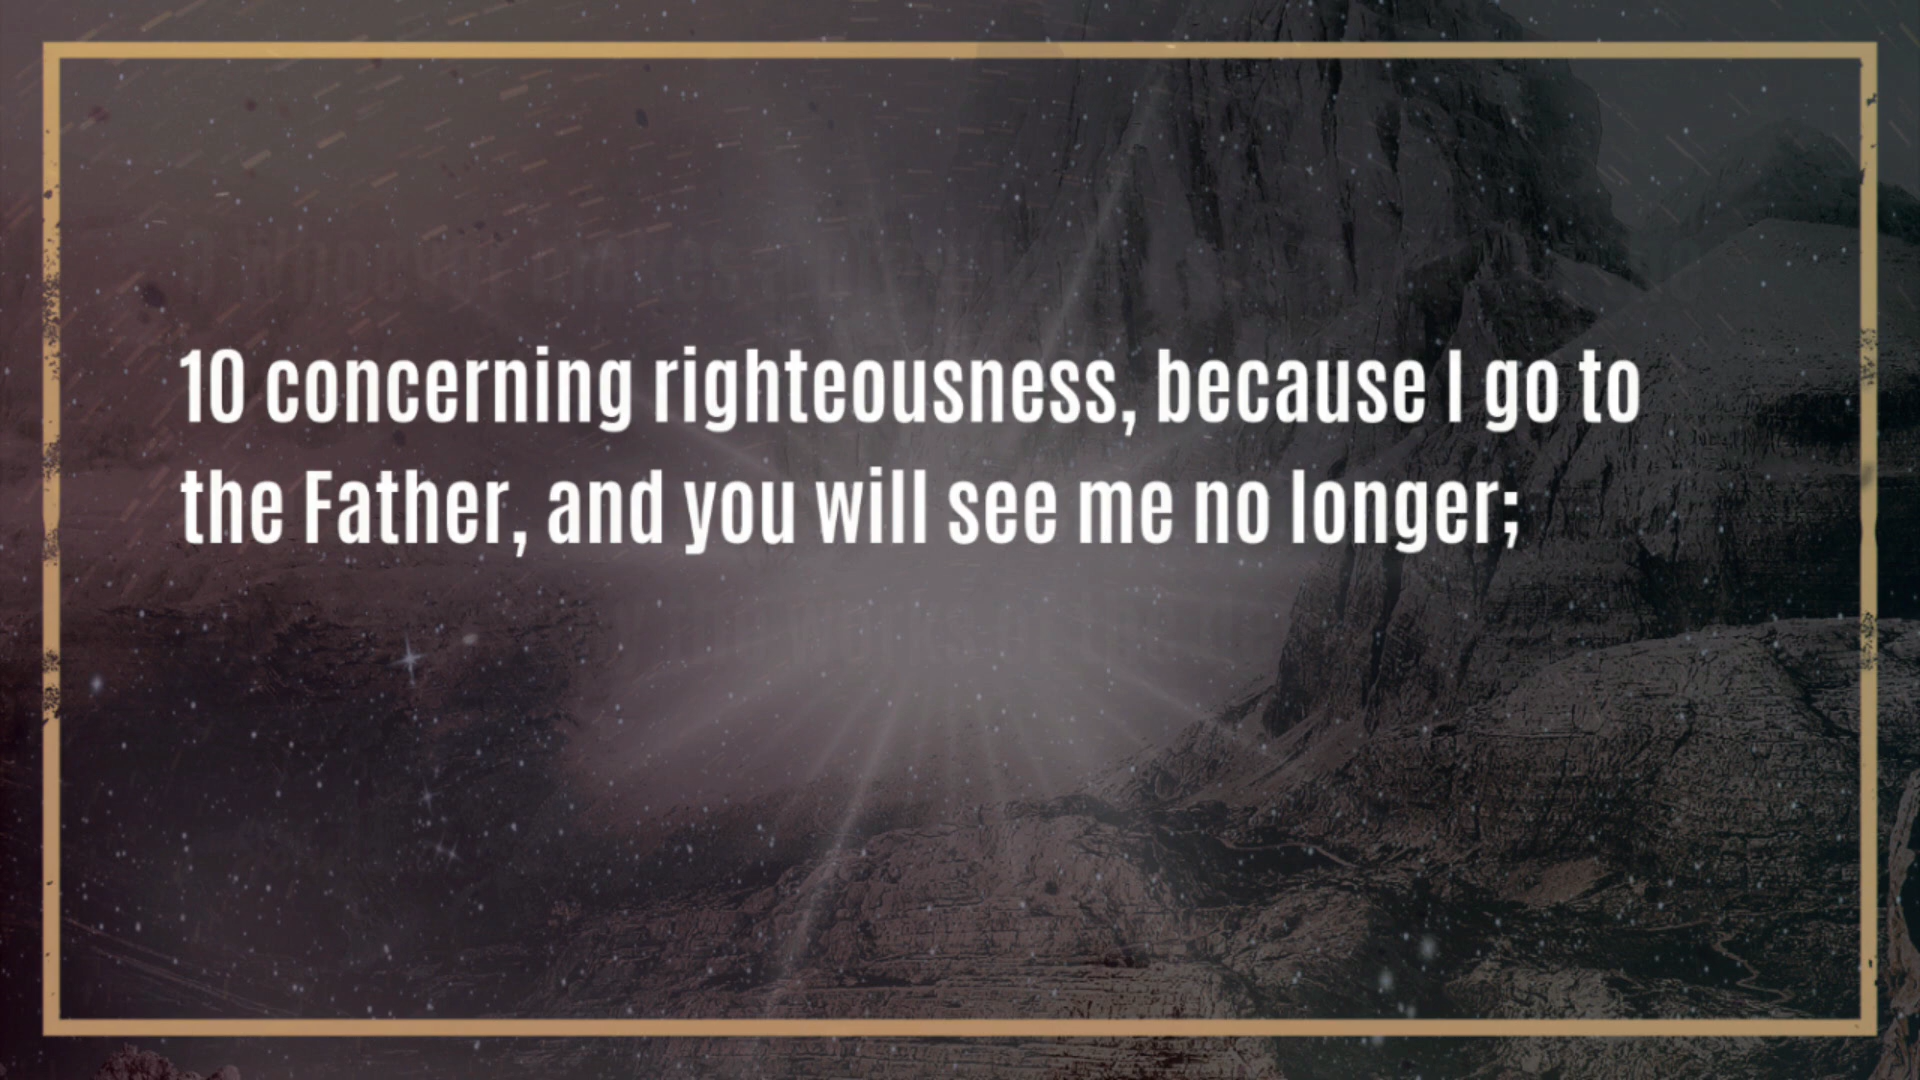 10 concerning righteousness, because I go to
the Father, and you will see me no longer;